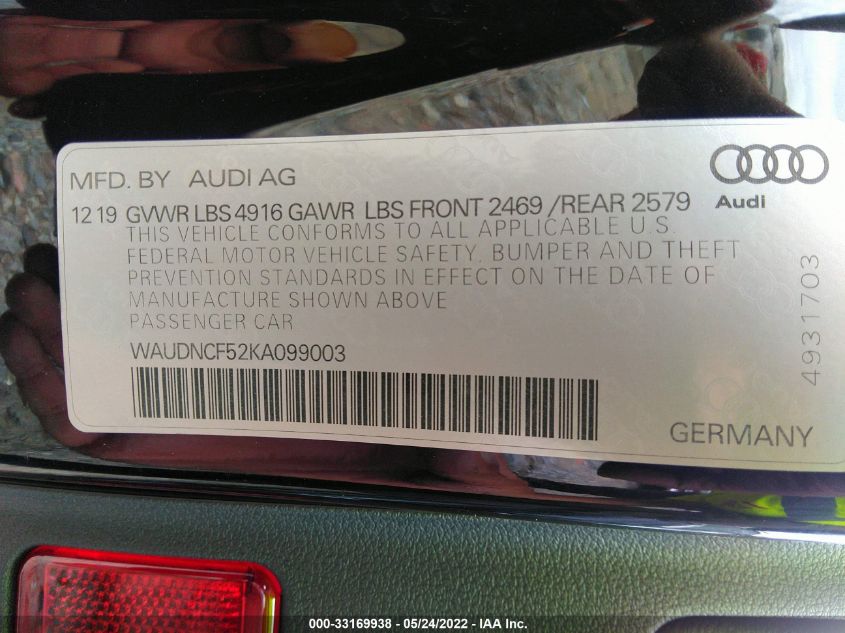 MFD. BY AUDI AG
Audi
12 19 GVWR LBS 4916 GAWR LBS FRONT 2469 /REAR 2579
THIS VEHICLE CONFORMS TO ALL APPLICABLE U.S.
FEDERAL MOTOR VEHICLE SAFETY, BUMPER AND THEFT
PREVENTION STANDARDS IN EFFECT ON THE DATE OF
MANUFACTURE SHOWN ABOVE
PASSENGER CAR
WAUDNCF52KA099003
4931703
GERMANY
000-33169938 - 05/24/2022 - IAA Inc.